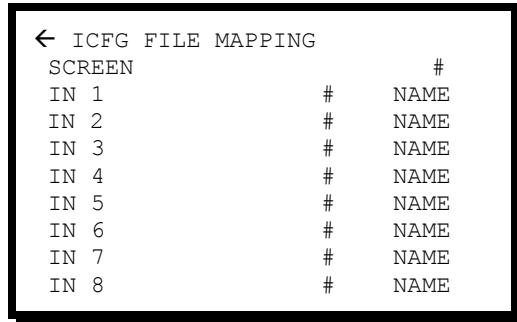 ← ICFG FILE MAPPING
SCREEN #
IN 1 # NAME
IN 2 # NAME
IN 3 # NAME
IN 4 # NAME
IN 5 # NAME
IN 6 # NAME
IN 7 # NAME
IN 8 # NAME